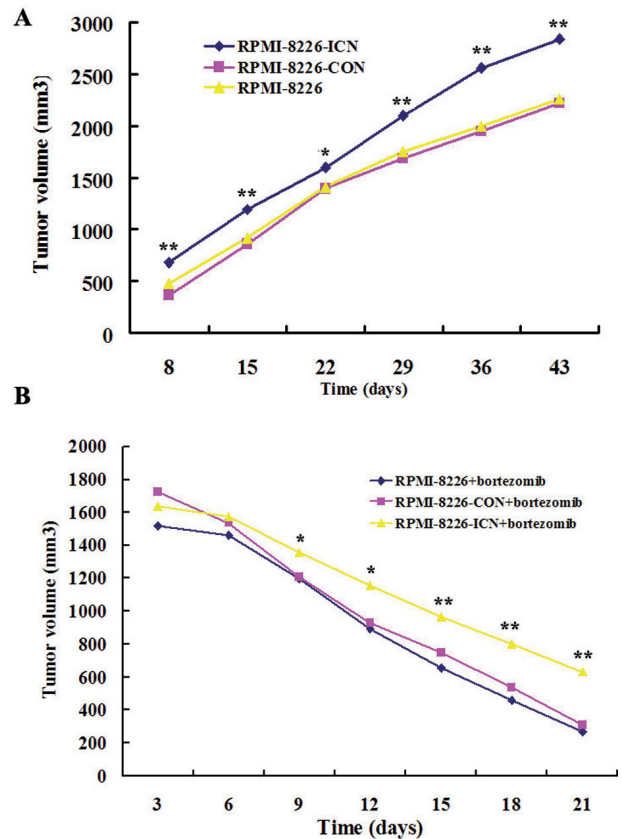 A
3000
2500
2000
1500
1000
500
0
Tumor volume (mm3)
RPMI-8226-ICN
RPMI-8226-CON
RPMI-8226
**
**
*
**
**
**
8 15 22 29 36 43
Time (days)
B
2000
1800
1600
1400
1200
1000
800
600
400
200
0
Tumor volume (mm3)
RPMI-8226+bortezomib
RPMI-8226-CON+bortezomib
RPMI-8226-ICN+bortezomib
*
*
**
**
**
3 6 9 12 15 18 21
Time (days)